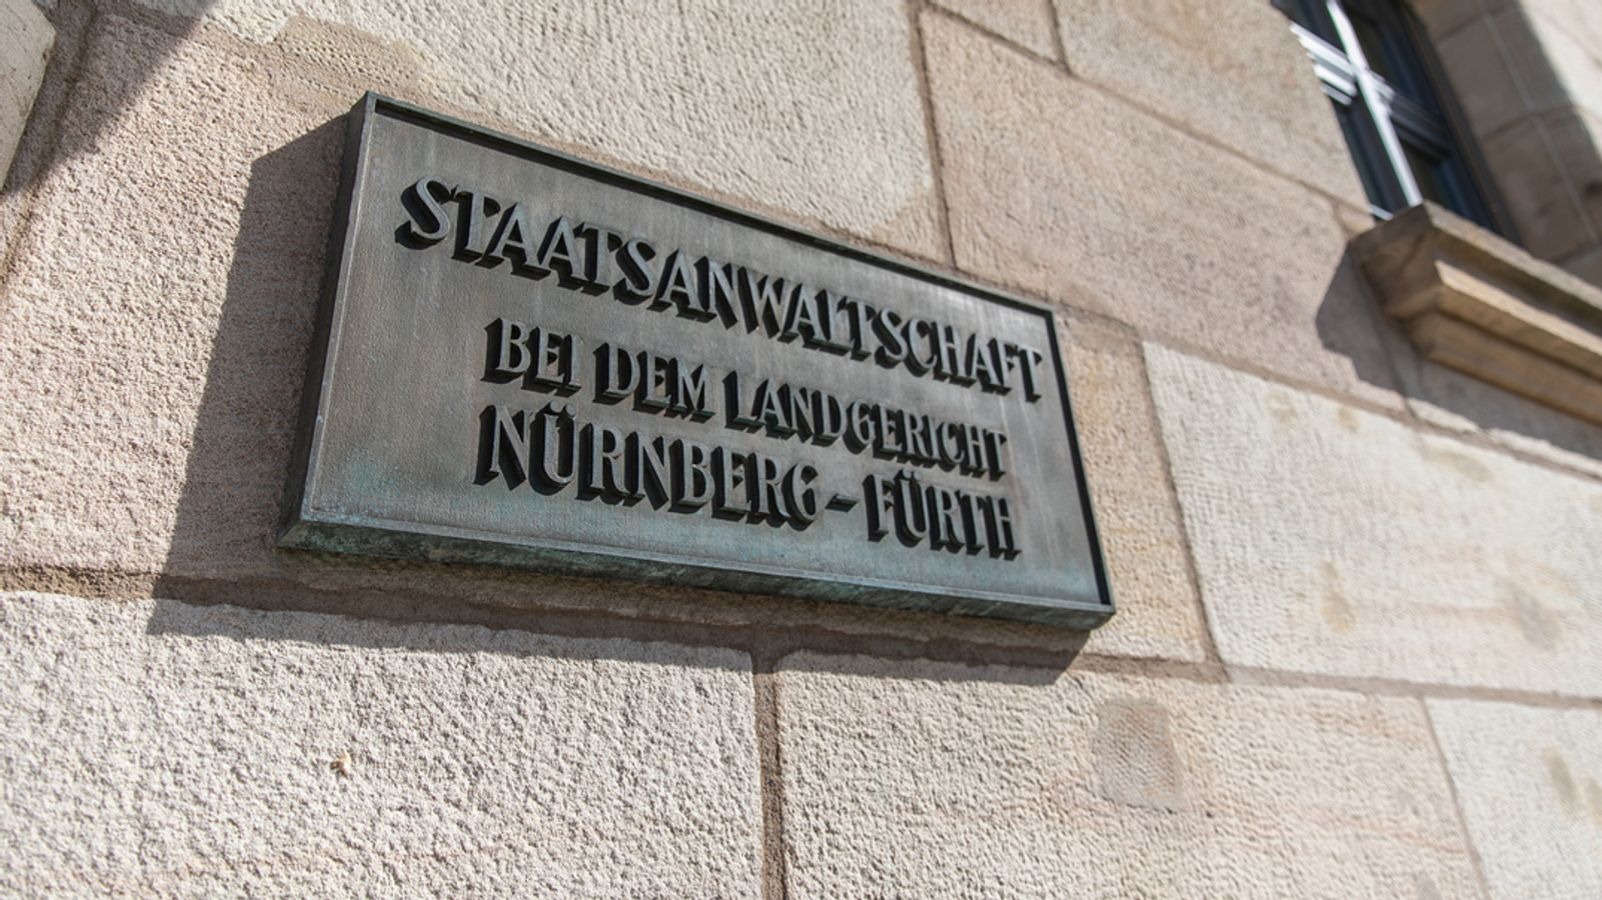 STAATSANWALTSCHAFT
BEI DEM LANDGERICHT
NÜRNBERG - FÜRTH